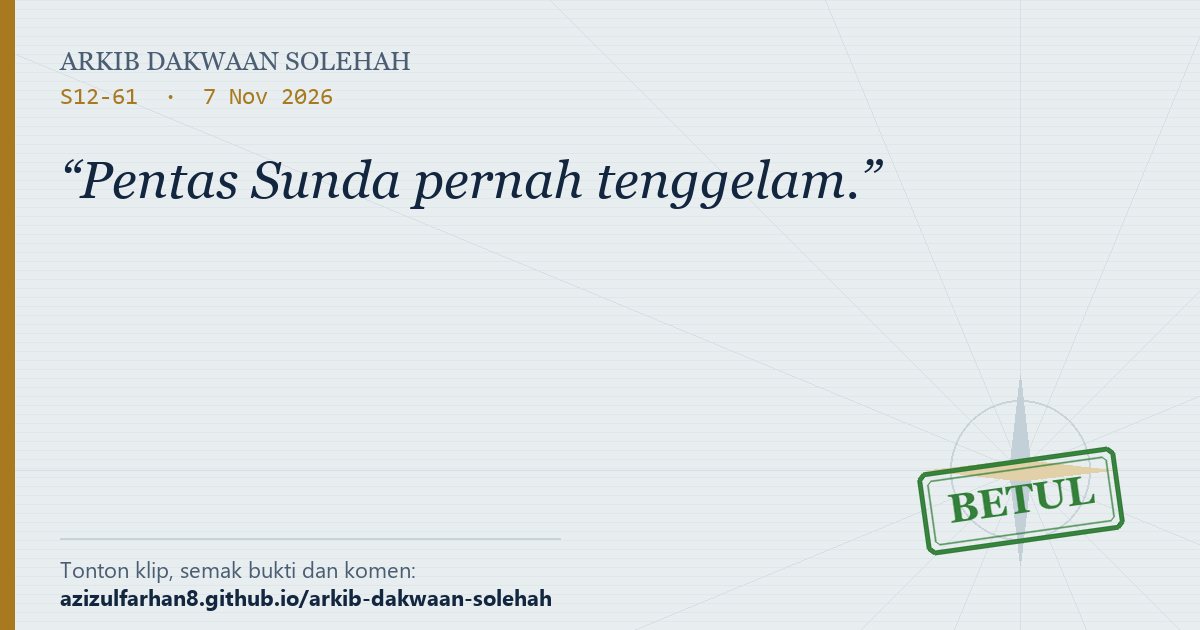 ARKIB DAKWAAN SOLEHAH
S12-61 · 7 Nov 2026
“Pentas Sunda pernah tenggelam.”
BETUL
Tonton klip, semak bukti dan komen:
azizulfarhan8.github.io/arkib-dakwaan-solehah